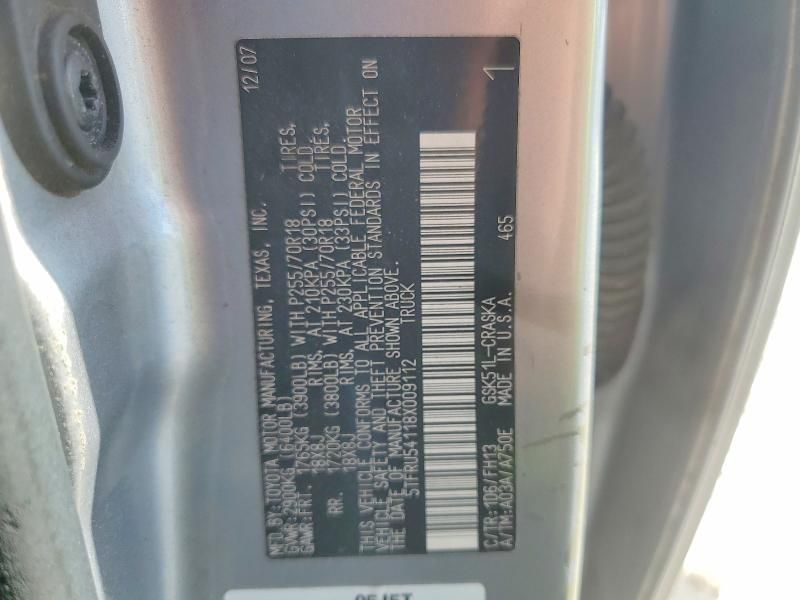 12/07
MFD.BY:TOYOTA MOTOR MANUFACTURING, TEXAS, INC.
GVWR:2900KG (6400LB)
GAWR:FRT. 1765KG (3900LB) WITH P255/70R18 TIRES,
18X8J RIMS, AT 210KPA, (30PSI) COLD.
RR. 1720KG (3800LB) WITH P255/70R18 TIRES,
18X8J RIMS, AT 230KPA (33PSI) COLD.
THIS VEHICLE CONFORMS TO ALL APPLICABLE FEDERAL MOTOR
VEHICLE SAFETY AND THEFT PREVENTION STANDARDS IN EFFECT ON
THE DATE OF MANUFACTURE SHOWN ABOVE.
5TFRU54118X009112 TRUCK
C/TR:1D6/FH13 GSK51L-CRASKA 465 1
A/TM:A03A/A750E MADE IN U.S.A.